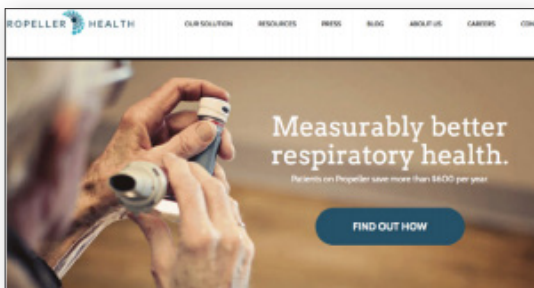 ROPELLER HEALTH
OUR SOLUTION RESOURCES PRESS BLOG ABOUT US CAREERS CON
Measurably better
respiratory health.
Patients on Propeller save more than $600 per year
FIND OUT HOW